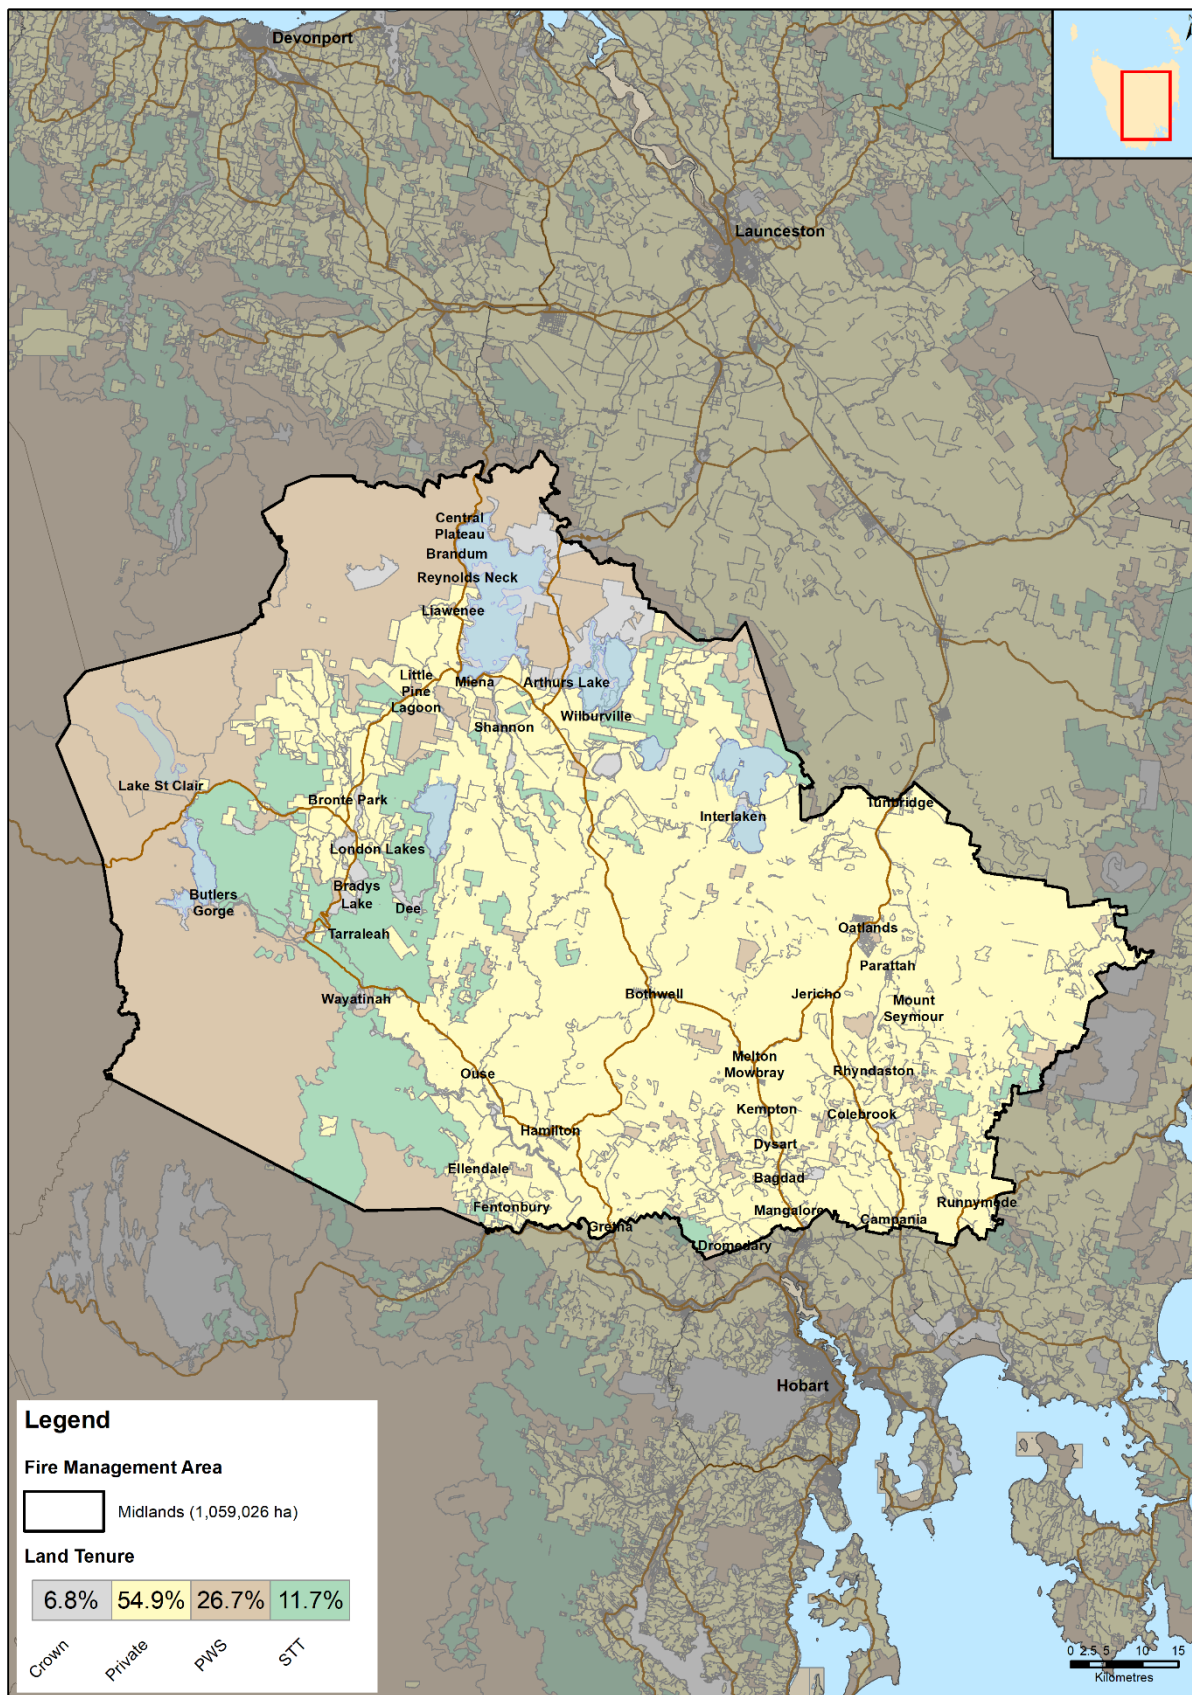 Devonport
Launceston
Central
Plateau
Brandum
Reynolds Neck
Liawenee
Little
Pine
Lagoon
Miena
Arthurs Lake
Wilburville
Shannon
Lake St Clair
Bronte Park
Interlaken
Tunbridge
London Lakes
Butlers
Gorge
Bradys
Lake
Dee
Tarraleah
Oatlands
Parattah
Wayatinah
Bothwell
Jericho
Mount
Seymour
Melton
Mowbray
Ouse
Rhyndaston
Kempton
Colebrook
Hamilton
Dysart
Ellendale
Bagdad
Fentonbury
Mangalore
Runnymede
Gretna
Campania
Dromedary
Hobart
Legend
Fire Management Area
Midlands (1,059,026 ha)
Land Tenure
6.8% 54.9% 26.7% 11.7%
Crown Private PWS STT
0 2.5 5 10 15
Kilometres